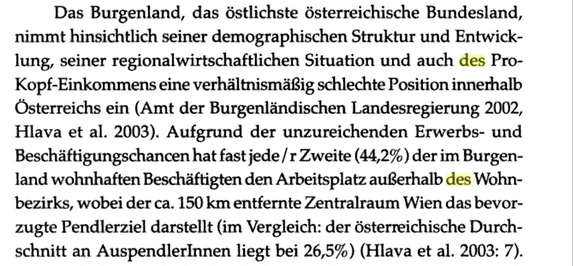 Das Burgenland, das östlichste österreichische Bundesland,
nimmt hinsichtlich seiner demographischen Struktur und Entwick-
lung, seiner regionalwirtschaftlichen Situation und auch des Pro-
Kopf-Einkommens eine verhältnismäßig schlechte Position innerhalb
Österreichs ein (Amt der Burgenländischen Landesregierung 2002,
Hlava et al. 2003). Aufgrund der unzureichenden Erwerbs- und
Beschäftigungschancen hat fast jede/r Zweite (44,2%) der im Burgen-
land wohnhaften Beschäftigten den Arbeitsplatz außerhalb des Wohn-
bezirks, wobei der ca. 150 km entfernte Zentralraum Wien das bevor-
zugte Pendlerziel darstellt (im Vergleich: der österreichische Durch-
schnitt an AuspendlerInnen liegt bei 26,5%) (Hlava et al. 2003: 7).